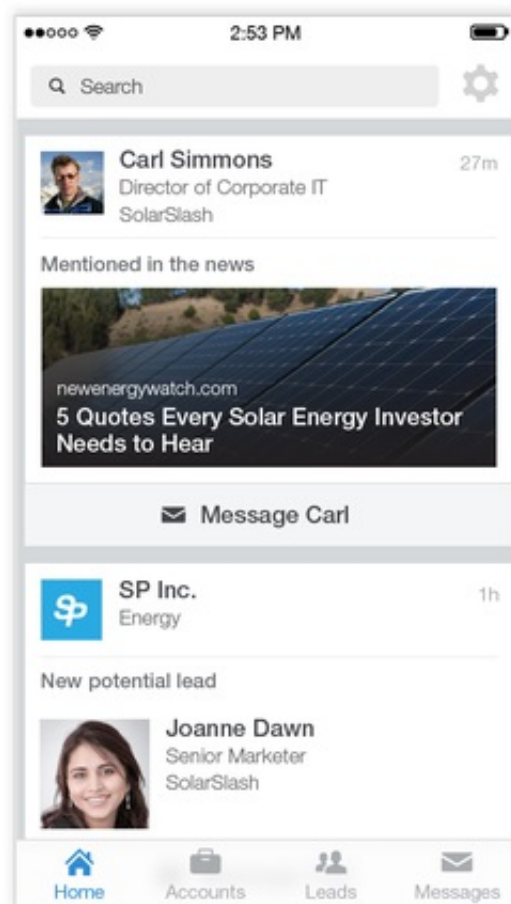 2:53 PM
Search
Carl Simmons
27m
Director of Corporate IT
SolarSlash
Mentioned in the news
newenergywatch.com
5 Quotes Every Solar Energy Investor
Needs to Hear
Message Carl
Sp
SP Inc.
1h
Energy
New potential lead
Joanne Dawn
Senior Marketer
SolarSlash
Home Accounts Leads Messages